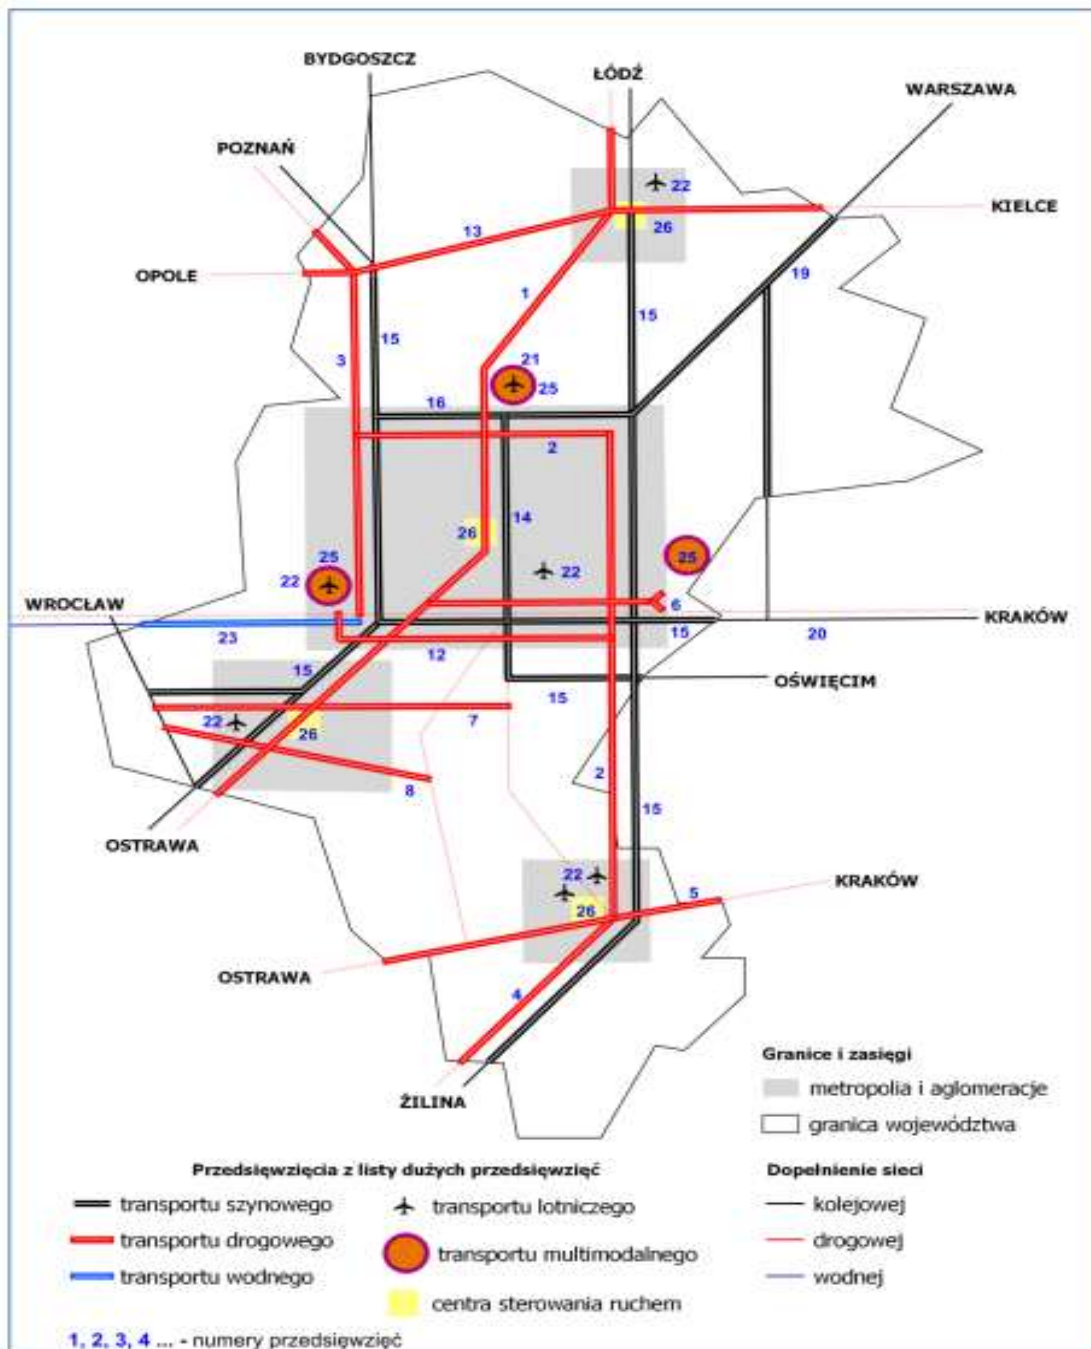 BYDGOSZCZ
ŁÓDŹ
WARSZAWA
POZNAŃ
22
KIELCE
13
26
OPOLE
19
1
15
15
3
21
25
16
2
14
26
25
25
22
22
WROCŁAW
6
KRAKÓW
23
12
15
20
15
OŚWIĘCIM
15
22
7
26
2
8
15
OSTRAWA
22
KRAKÓW
5
26
OSTRAWA
4
ŻILINA
Granice i zasięgi
metropolia i aglomeracje
granica województwa
Przedsięwzięcia z listy dużych przedsięwzięć
transportu szynowego
transportu drogowego
transportu wodnego
transportu lotniczego
transportu multimodalnego
centra sterowania ruchem
Dopełnienie sieci
kolejowej
drogowej
wodnej
1, 2, 3, 4 ... - numery przedsięwzięć